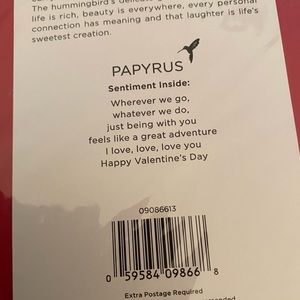 The hummingbird's delicate
life is rich, beauty is everywhere, every personal
connection has meaning and that laughter is life's
sweetest creation.
PAPYRUS
Sentiment Inside:
Wherever we go,
whatever we do,
just being with you
feels like a great adventure
I love, love, love you
Happy Valentine's Day
09086613
0 59584 09866 8
Extra Postage Required